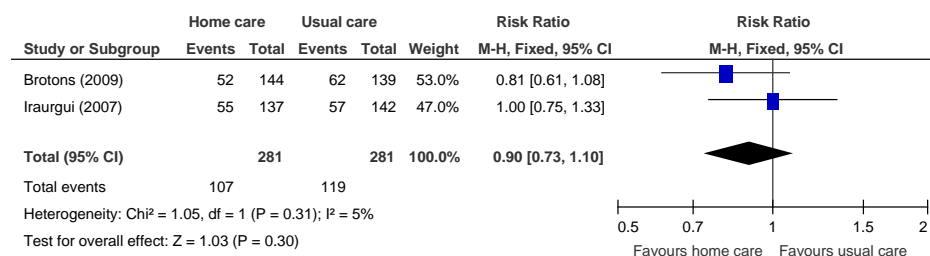 Home care Usual care Risk Ratio Risk Ratio
Study or Subgroup Events Total Events Total Weight M-H, Fixed, 95% CI M-H, Fixed, 95% CI
Brotons (2009) 52 144 62 139 53.0% 0.81 [0.61, 1.08]
Iraurgui (2007) 55 137 57 142 47.0% 1.00 [0.75, 1.33]
Total (95% CI) 281 281 100.0% 0.90 [0.73, 1.10]
Total events 107 119
Heterogeneity: Chi² = 1.05, df = 1 (P = 0.31); I² = 5%
Test for overall effect: Z = 1.03 (P = 0.30)
0.5 0.7 1 1.5 2
Favours home care Favours usual care